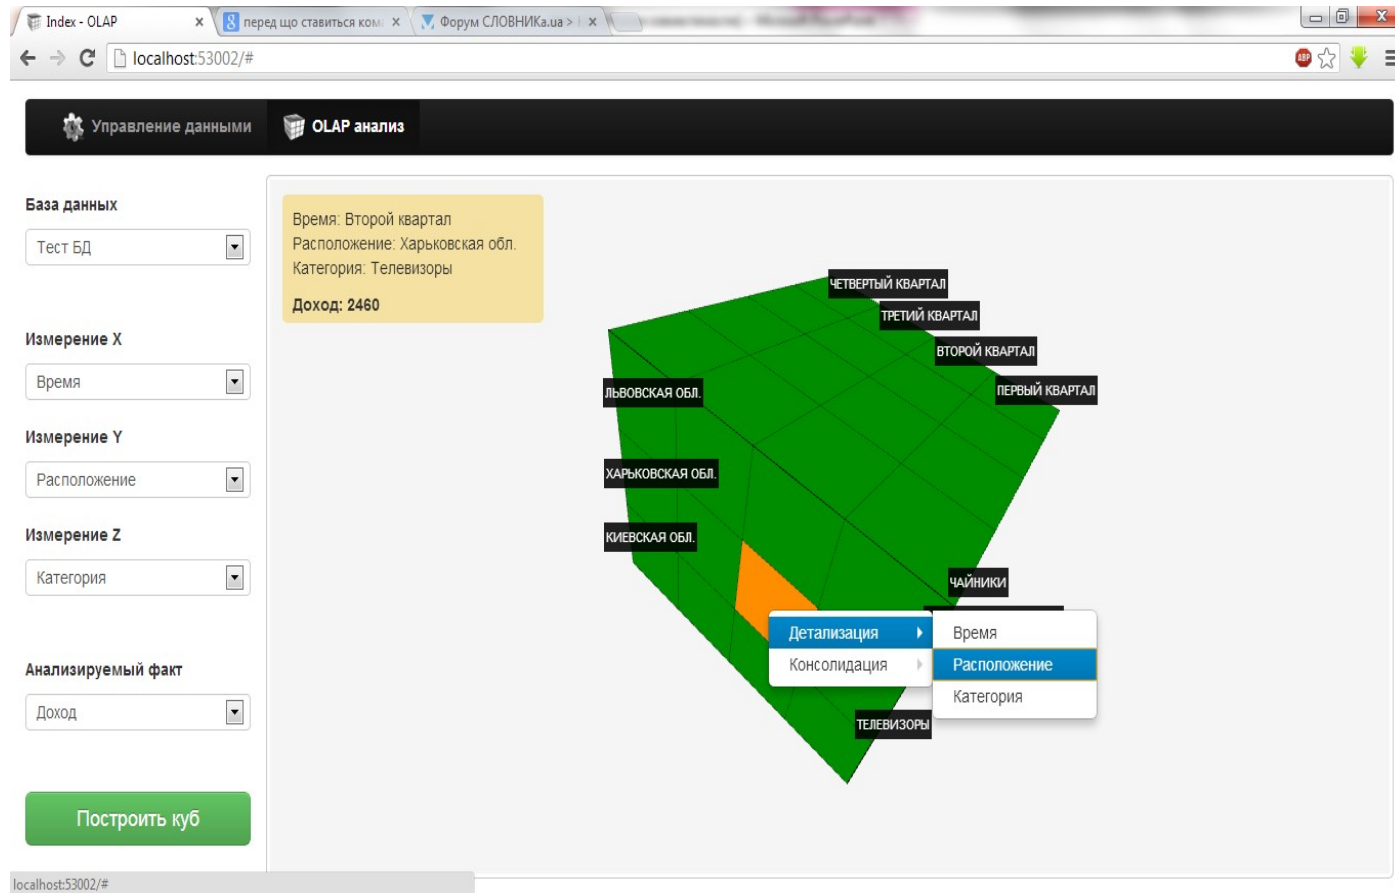 Index - OLAP
перед що ставиться ком
Форум СЛОВНИКа.ua >
localhost:53002/#
ABP
Управление данными
OLAP анализ
База данных
Тест БД
Измерение X
Время
Измерение Y
Расположение
Измерение Z
Категория
Анализируемый факт
Доход
Построить куб
Время: Второй квартал
Расположение: Харьковская обл.
Категория: Телевизоры
Доход: 2460
ЧЕТВЕРТЫЙ КВАРТАЛ
ТРЕТИЙ КВАРТАЛ
ВТОРОЙ КВАРТАЛ
ПЕРВЫЙ КВАРТАЛ
ЛЬВОВСКАЯ ОБЛ.
ХАРЬКОВСКАЯ ОБЛ.
КИЕВСКАЯ ОБЛ.
ЧАЙНИКИ
Детализация
Консолидация
Время
Расположение
Категория
ТЕЛЕВИЗОРЫ
localhost:53002/#